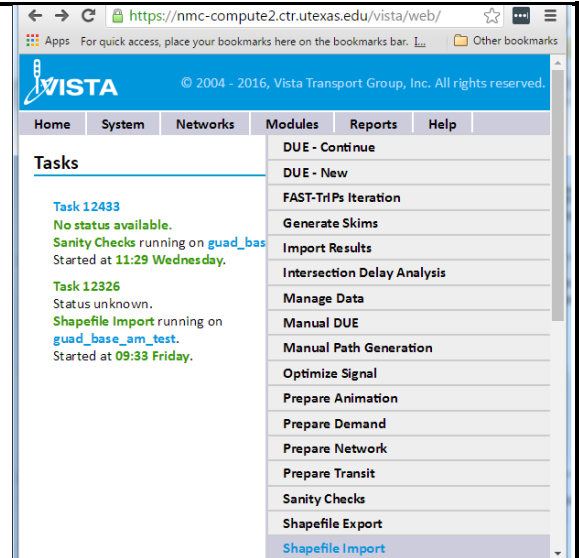 https://nmc-compute2.ctr.utexas.edu/vista/web/
Apps For quick access, place your bookmarks here on the bookmarks bar. I... Other bookmarks
VISTA © 2004 - 2016, Vista Transport Group, Inc. All rights reserved.
Home System Networks Modules Reports Help
Tasks
Task 12433
No status available.
Sanity Checks running on guad_bas
Started at 11:29 Wednesday.
Task 12326
Status unknown.
Shapefile Import running on
guad_base_am_test.
Started at 09:33 Friday.
DUE - Continue
DUE - New
FAST-TrIPs Iteration
Generate Skims
Import Results
Intersection Delay Analysis
Manage Data
Manual DUE
Manual Path Generation
Optimize Signal
Prepare Animation
Prepare Demand
Prepare Network
Prepare Transit
Sanity Checks
Shapefile Export
Shapefile Import